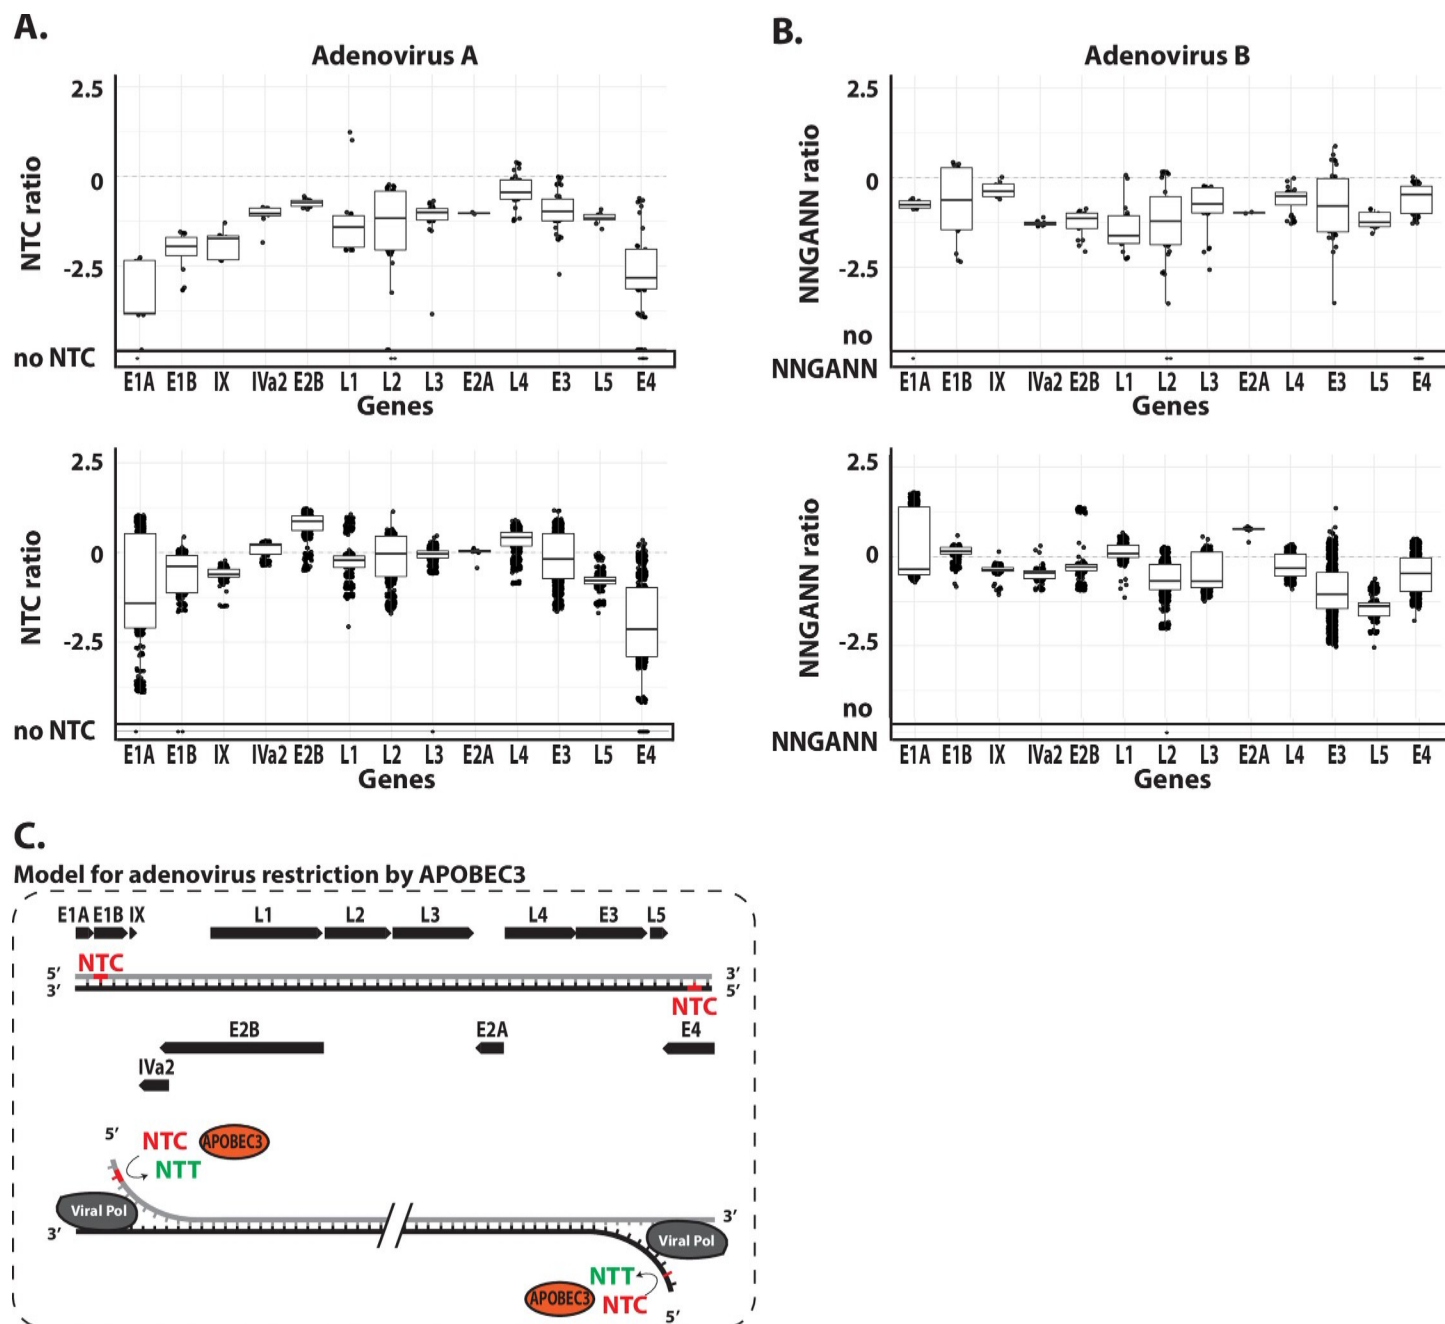 A.
Adenovirus A
2.5
0
-2.5
NTC ratio
no NTC
E1A E1B IX IVa2 E2B L1 L2 L3 E2A L4 E3 L5 E4
Genes
2.5
0
-2.5
NTC ratio
no NTC
E1A E1B IX IVa2 E2B L1 L2 L3 E2A L4 E3 L5 E4
Genes
B.
Adenovirus B
2.5
0
-2.5
NNGANN ratio
no
NNGANN
E1A E1B IX IVa2 E2B L1 L2 L3 E2A L4 E3 L5 E4
Genes
2.5
0
-2.5
NNGANN ratio
no
NNGANN
E1A E1B IX IVa2 E2B L1 L2 L3 E2A L4 E3 L5 E4
Genes
C.
Model for adenovirus restriction by APOBEC3
E1A E1B IX L1 L2 L3 L4 E3 L5
NTC
5’ 3’
3’ 5’
NTC
E2B E2A E4
IVa2
5’
NTC APOBEC3
NTT
Viral Pol
3’
3’
Viral Pol
NTT
APOBEC3 NTC
5’